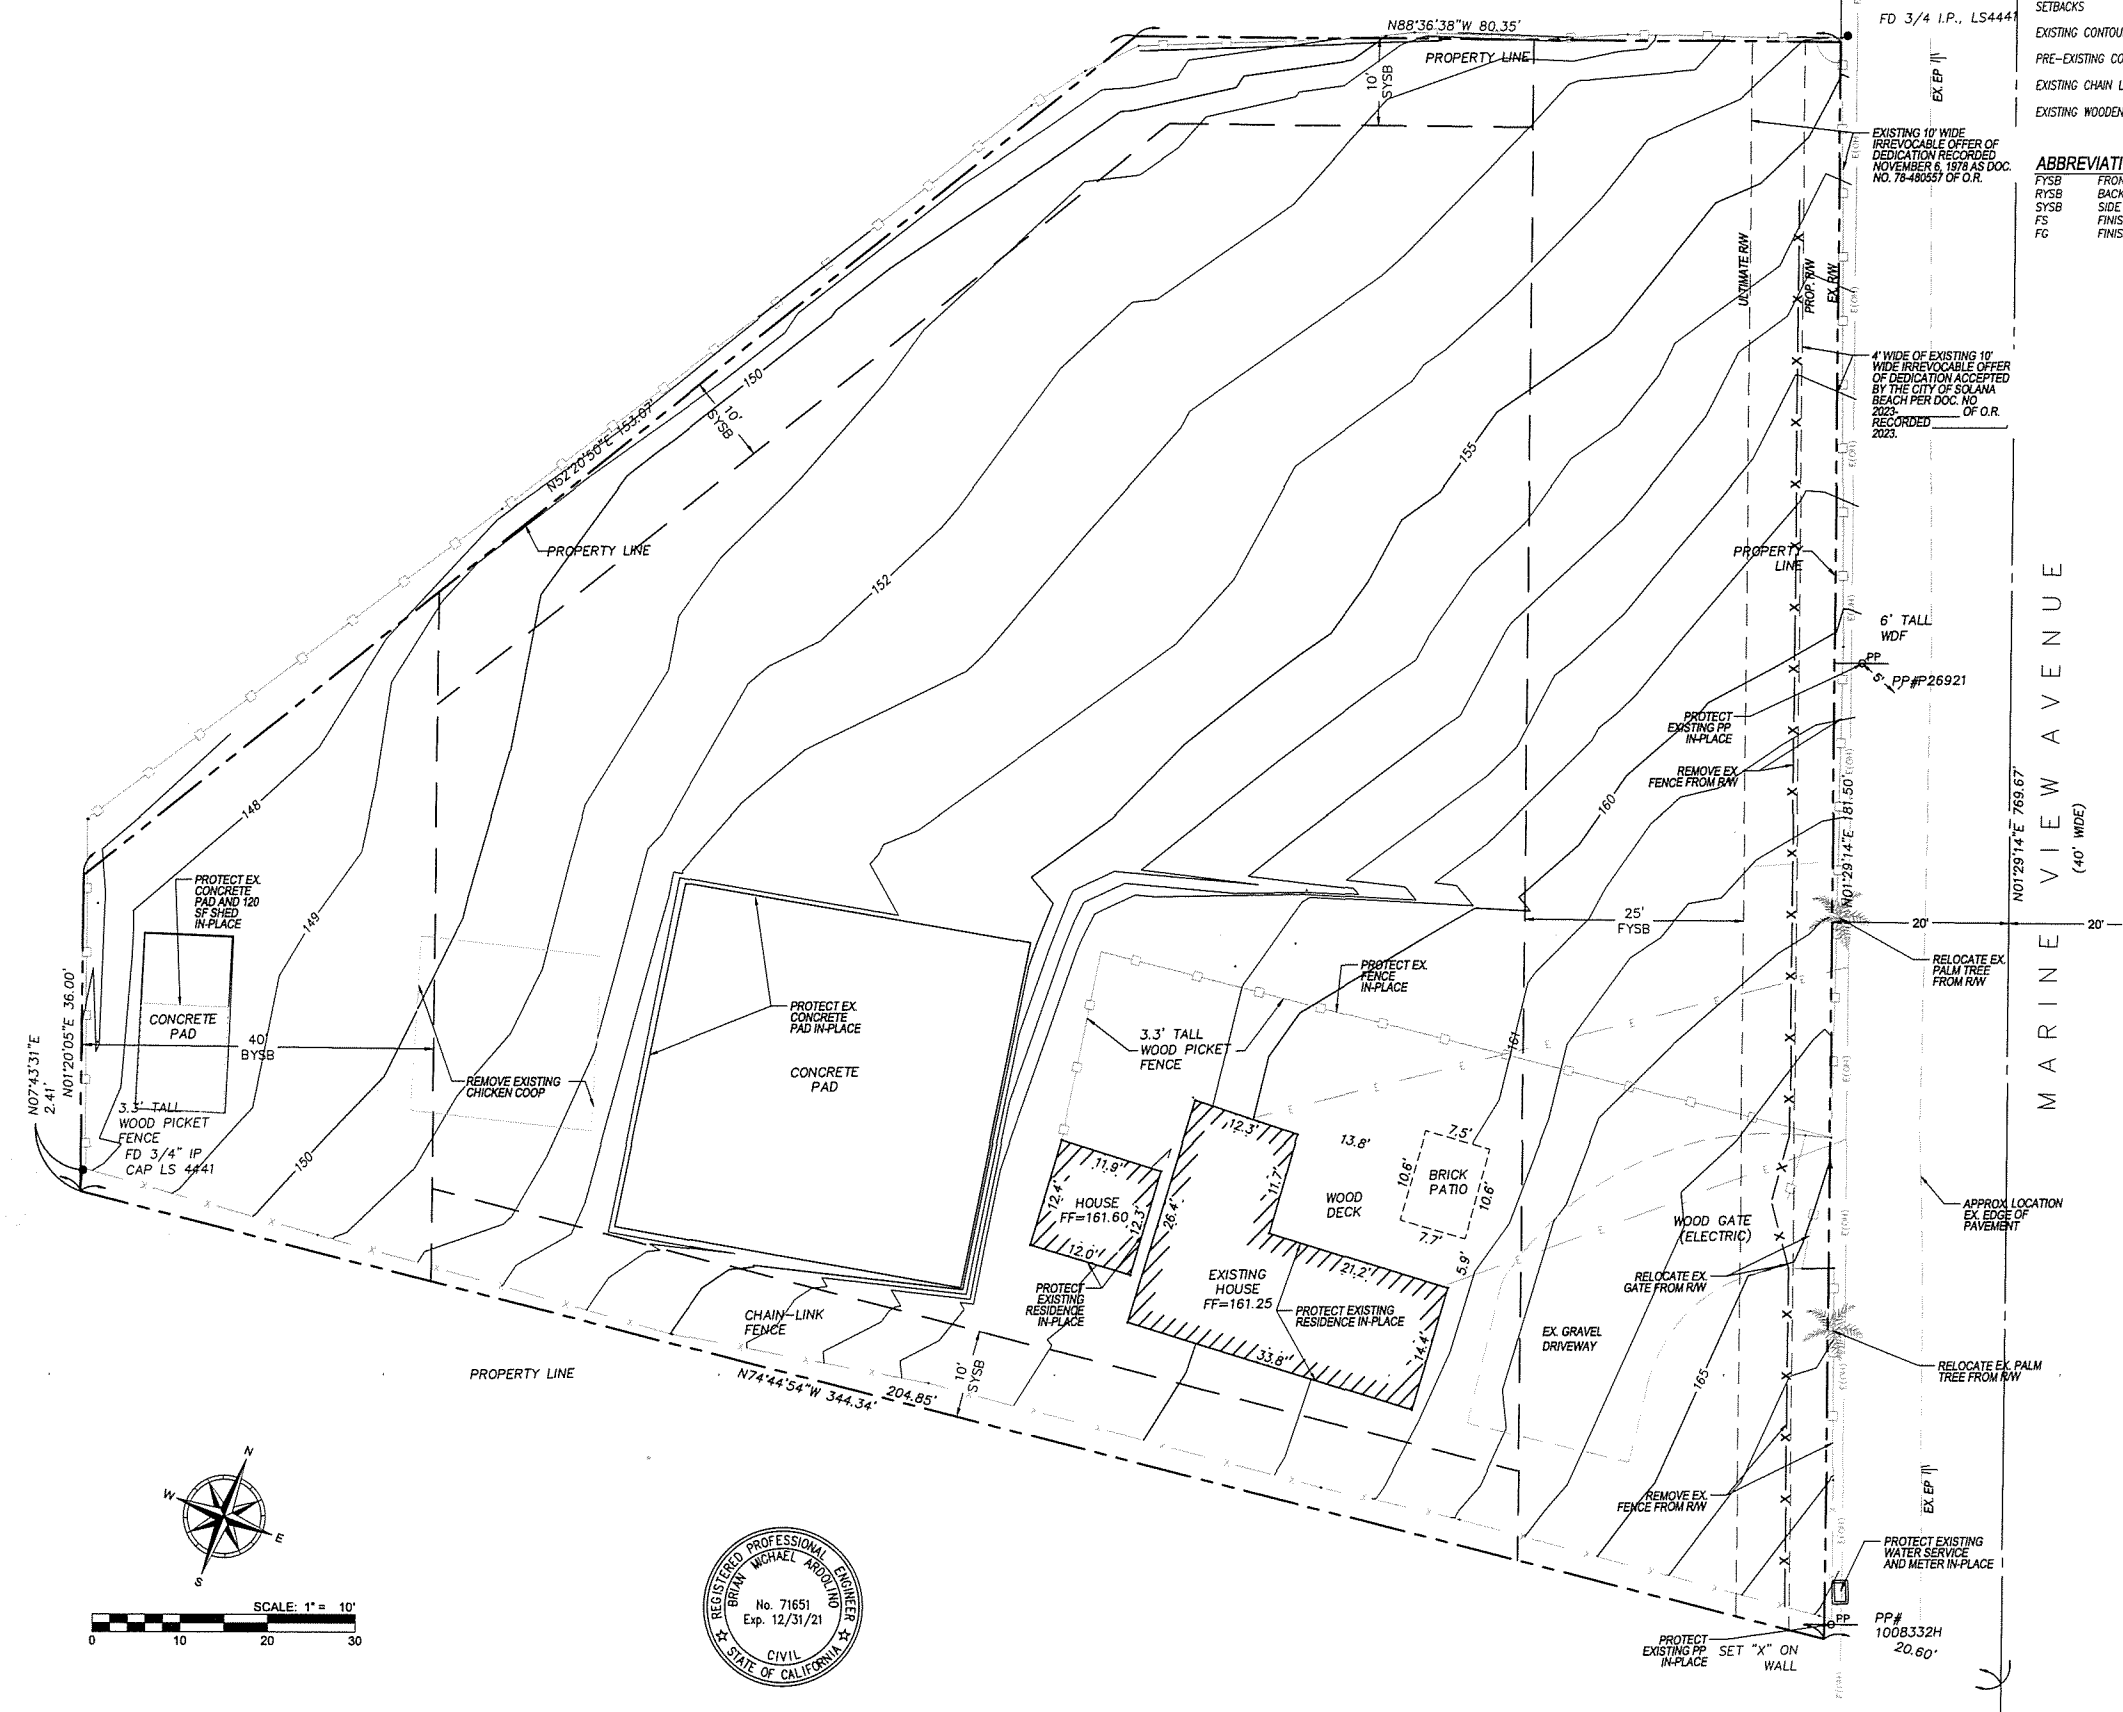 N88°36'38"W 80.35'
PROPERTY LINE
10'
SYSB
FD 3/4 I.P., LS4441
EX. EP
SETBACKS
EXISTING CONTOU
PRE-EXISTING CO
EXISTING CHAIN L
EXISTING WOODEN
ABBREVIATI
FYSB FRON
RYSB BACK
SYSB SIDE
FS FINIS
FG FINIS
EXISTING 10' WIDE
IRREVOCABLE OFFER OF
DEDICATION RECORDED
NOVEMBER 6, 1978 AS DOC.
NO. 78-480557 OF O.R.
ULTIMATE R/W
PROP. R/W
EX. R/W
E(OH)
4' WIDE OF EXISTING 10'
WIDE IRREVOCABLE OFFER
OF DEDICATION ACCEPTED
BY THE CITY OF SOLANA
BEACH PER DOC. NO
2023-__________ OF O.R.
RECORDED____________
2023.
N52°20'50"E 153.07'
150
10'
SYSB
155
PROPERTY LINE
152
PROPERTY
LINE
6' TALL
WDF
PP
5'
PP#P26921
PROTECT
EXISTING PP
IN-PLACE
REMOVE EX.
FENCE FROM R/W
160
N01°29'14"E 181.50'
N01°29'14"E 769.67'
MARINE VIEW AVENUE
(40' WIDE)
148
149
PROTECT EX.
CONCRETE
PAD AND 120
SF SHED
IN-PLACE
CONCRETE
PAD
40'
BYSB
N01°20'05"E 36.00'
N07°43'31"E
2.41'
3.3' TALL
WOOD PICKET
FENCE
FD 3/4" IP
CAP LS 4441
150
REMOVE EXISTING
CHICKEN COOP
PROTECT EX.
CONCRETE
PAD IN-PLACE
CONCRETE
PAD
25'
FYSB
20'
20'
RELOCATE EX.
PALM TREE
FROM R/W
PROTECT EX.
FENCE
IN-PLACE
3.3' TALL
WOOD PICKET
FENCE
161
E
12.3'
13.8'
7.5'
10.6'
BRICK
PATIO
10.6'
7.7'
11.7'
WOOD
DECK
11.9'
12.4'
HOUSE
FF=161.60
12.3'
12.0'
26.4'
EXISTING
HOUSE
FF=161.25
21.2'
5.9'
14.4'
33.8'
PROTECT
EXISTING
RESIDENCE
IN-PLACE
PROTECT EXISTING
RESIDENCE IN-PLACE
WOOD GATE
(ELECTRIC)
RELOCATE EX.
GATE FROM R/W
APPROX. LOCATION
EX. EDGE OF
PAVEMENT
EX. GRAVEL
DRIVEWAY
RELOCATE EX. PALM
TREE FROM R/W
165
CHAIN-LINK
FENCE
PROPERTY LINE
N74°44'54"W 344.34'
204.85'
10'
SYSB
REMOVE EX.
FENCE FROM R/W
EX. EP
PROTECT EXISTING
WATER SERVICE
AND METER IN-PLACE
PP
PP#
1008332H
20.60'
PROTECT
EXISTING PP
IN-PLACE
SET "X" ON
WALL
N
W
E
S
SCALE: 1" = 10'
0 10 20 30
REGISTERED PROFESSIONAL ENGINEER
BRIAN MICHAEL ARDOLINO
No. 71651
Exp. 12/31/21
CIVIL
STATE OF CALIFORNIA